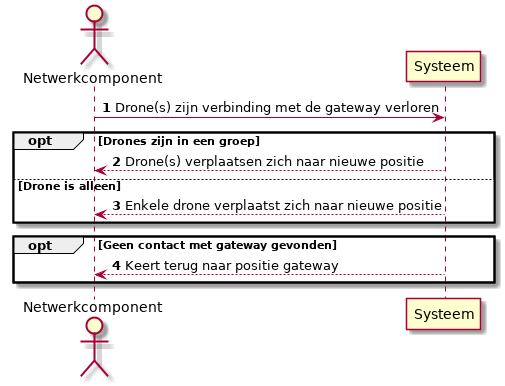 Netwerkcomponent
Systeem
1 Drone(s) zijn verbinding met de gateway verloren
opt [Drones zijn in een groep]
2 Drone(s) verplaatsen zich naar nieuwe positie
[Drone is alleen]
3 Enkele drone verplaatst zich naar nieuwe positie
opt [Geen contact met gateway gevonden]
4 Keert terug naar positie gateway
Netwerkcomponent
Systeem